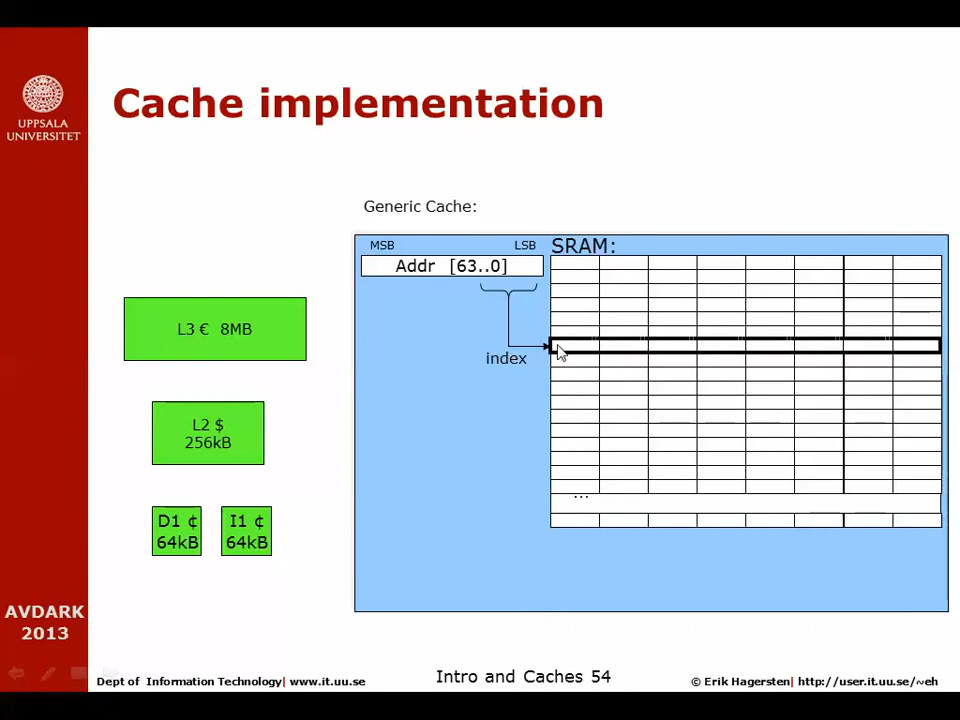 UPPSALA
UNIVERSITET
Cache implementation
Generic Cache:
MSB LSB
SRAM:
Addr [63..0]
index
...
L3 € 8MB
L2 $
256kB
D1 ¢
64kB
I1 ¢
64kB
AVDARK
2013
Dept of Information Technology| www.it.uu.se
Intro and Caches 54
© Erik Hagersten| http://user.it.uu.se/~eh